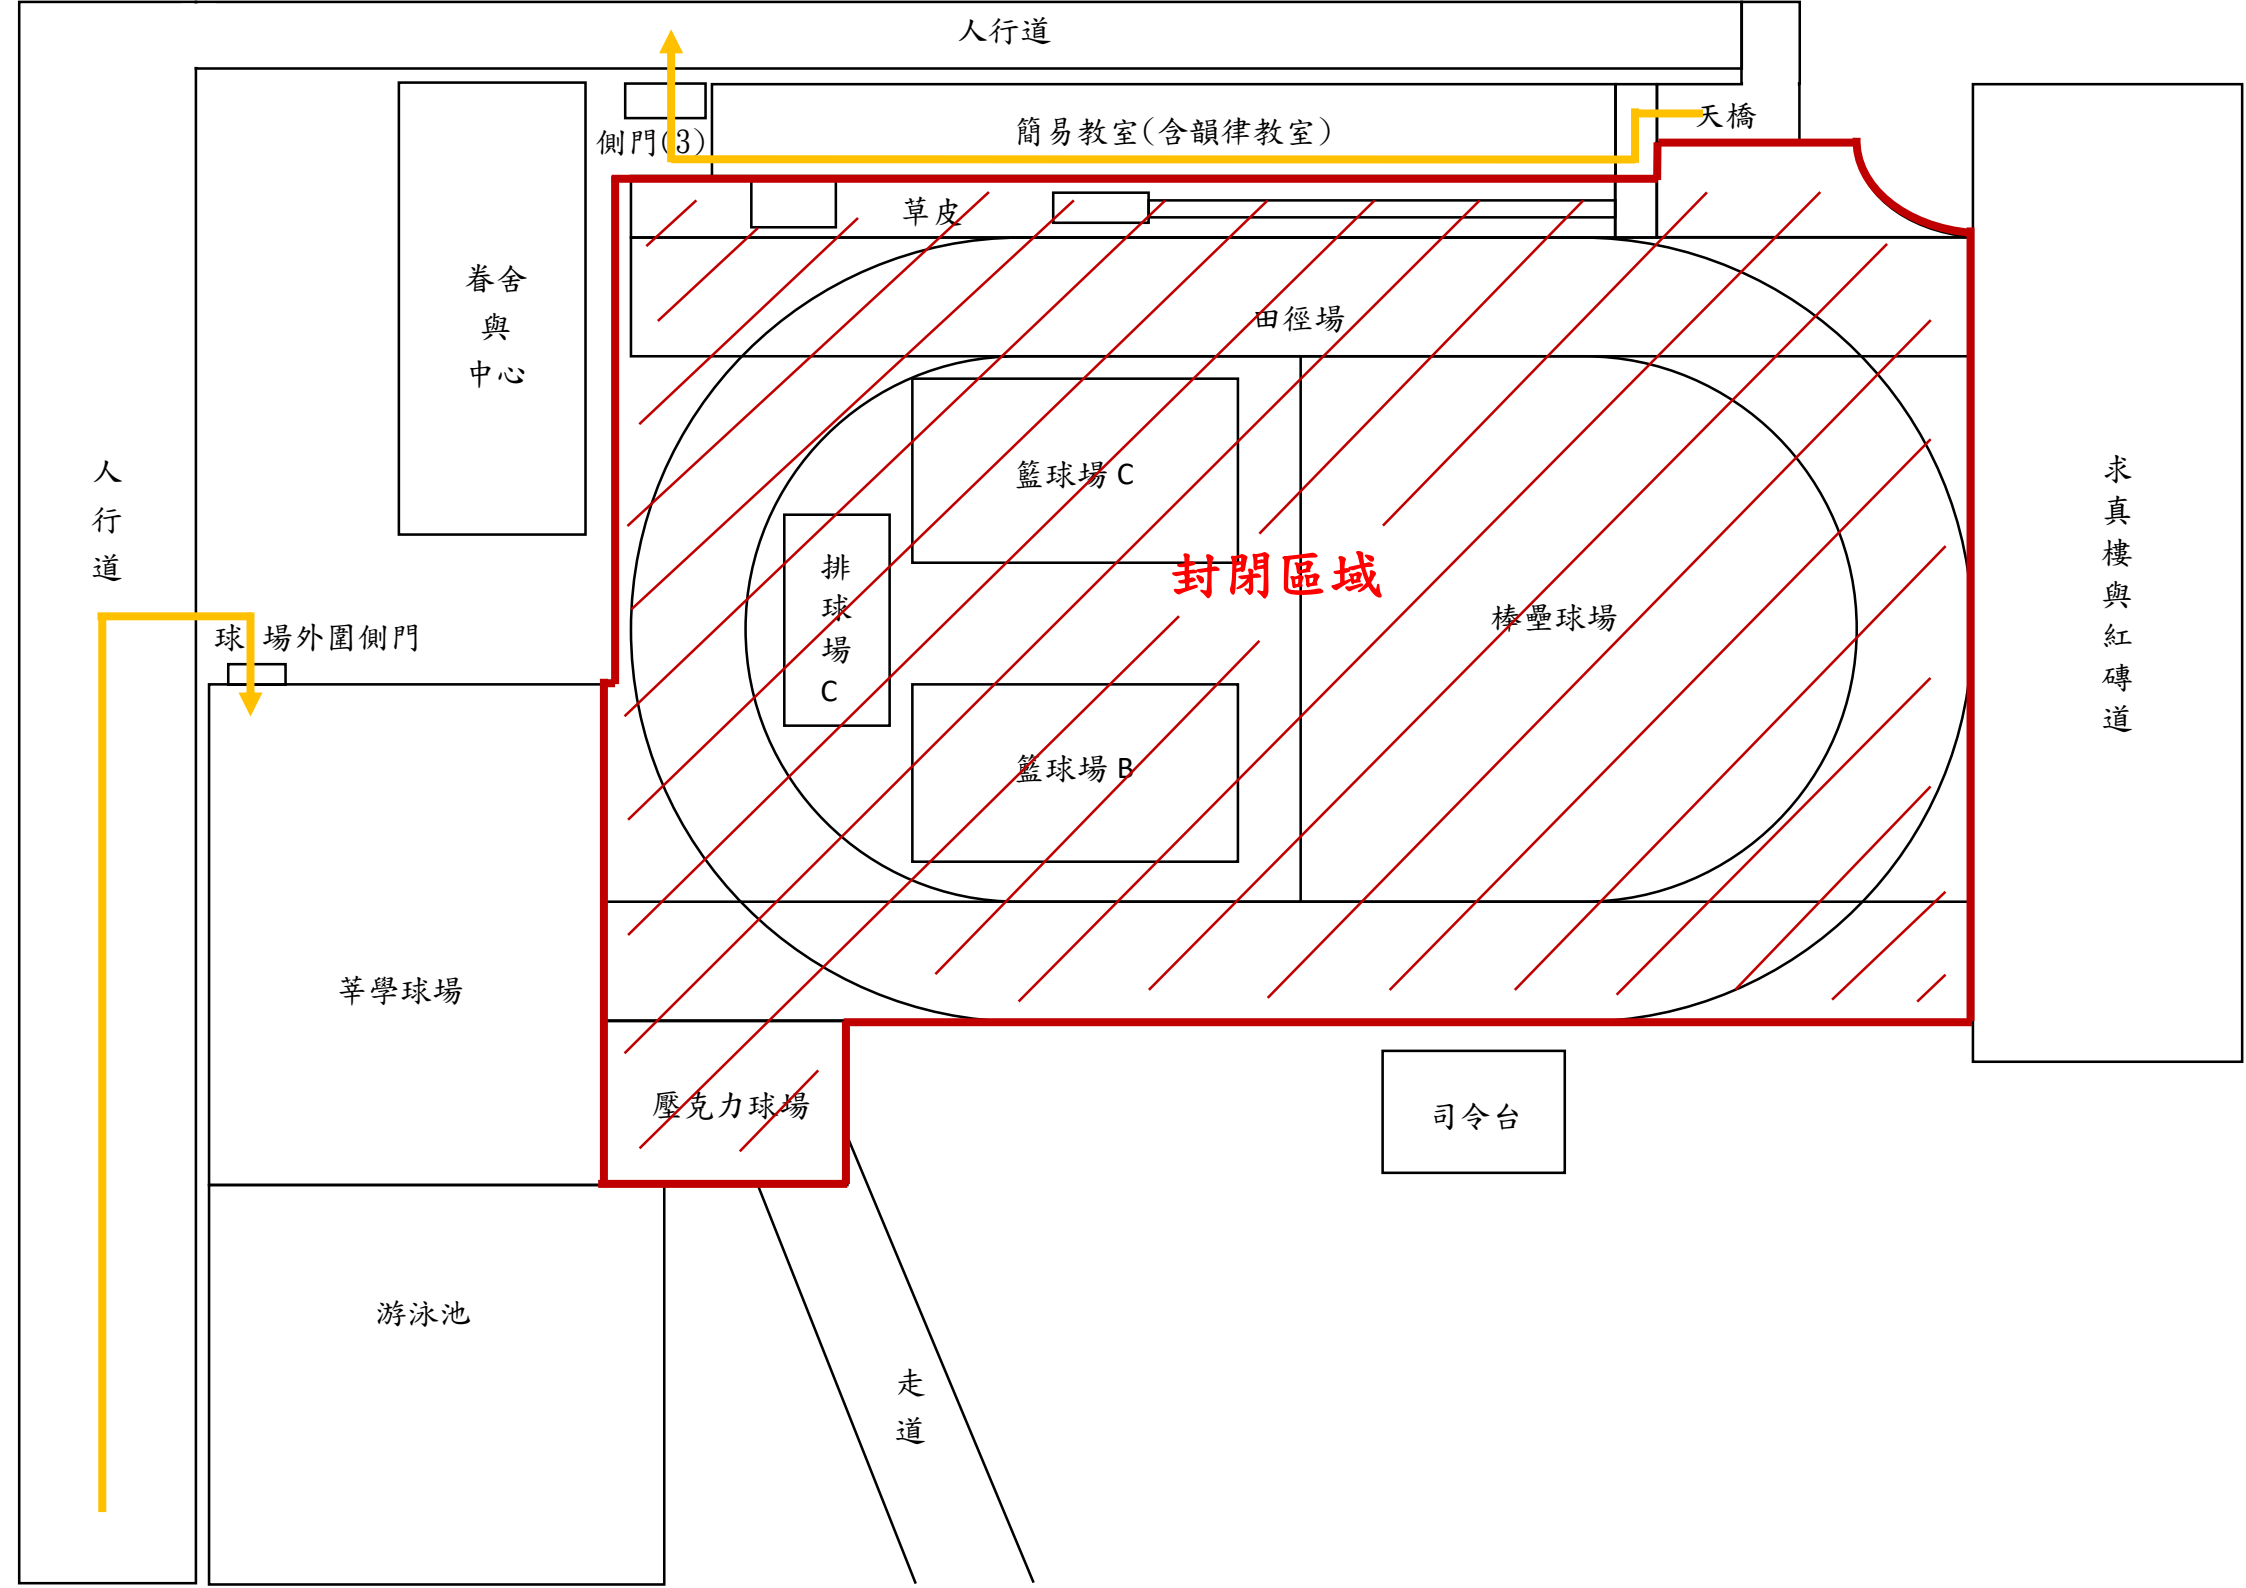 人行道
天橋
簡易教室(含韻律教室)
側門(3)
草皮
眷舍
與
中心
田徑場
人
行
道
籃球場 C
求
真
樓
與
紅
磚
道
封閉區域
排
球
場
C
棒壘球場
球 場外圍側門
籃球場 B
莘學球場
壓克力球場
司令台
游泳池
走
道